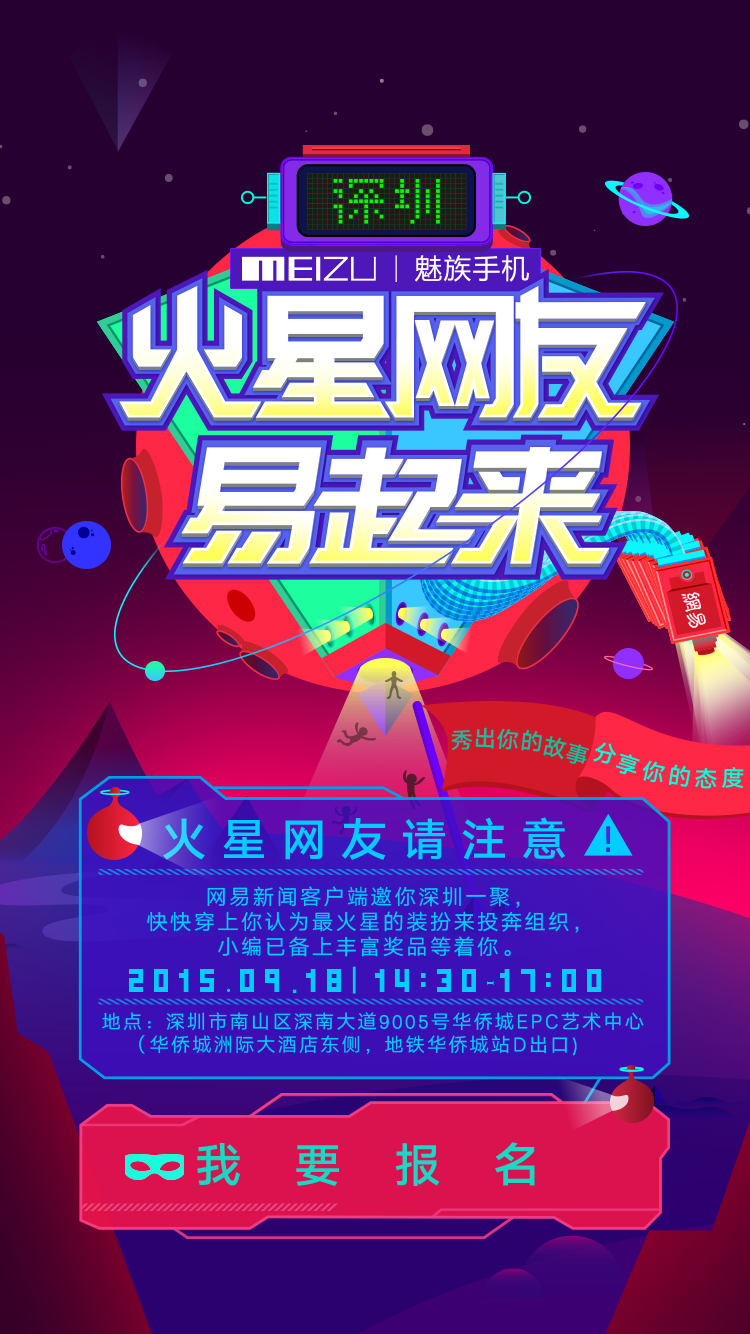 深圳
MEIZU | 魅族手机
火星网友
易起来
網易
秀出你的故事 分享你的态度
火星网友请注意
网易新闻客户端邀你深圳一聚，
快快穿上你认为最火星的装扮来投奔组织，
小编已备上丰富奖品等着你。
2015.09.18|14:30-17:00
地点：深圳市南山区深南大道9005号华侨城EPC艺术中心
（华侨城洲际大酒店东侧，地铁华侨城站D出口）
我要报名